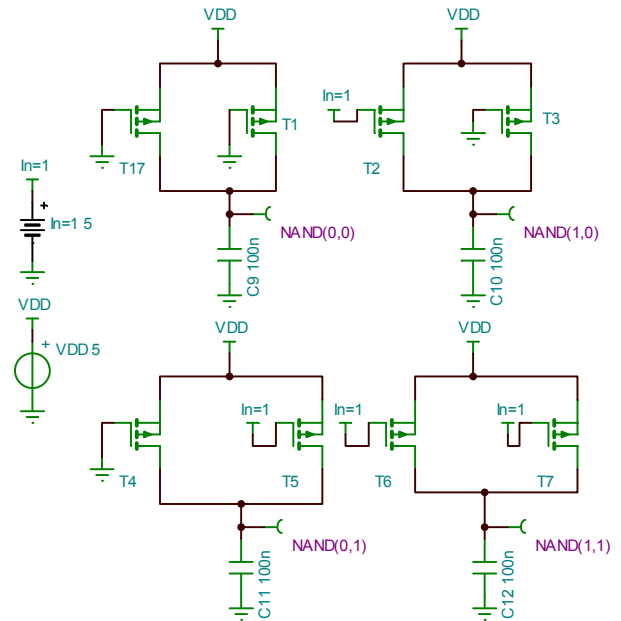 VDD
VDD
In=1
T1
T3
T17
T2
In=1
In=1 5
NAND(0,0)
NAND(1,0)
C9 100n
C10 100n
VDD
VDD 5
VDD
VDD
In=1
In=1
In=1
T4
T5
T6
T7
NAND(0,1)
NAND(1,1)
C11 100n
C12 100n